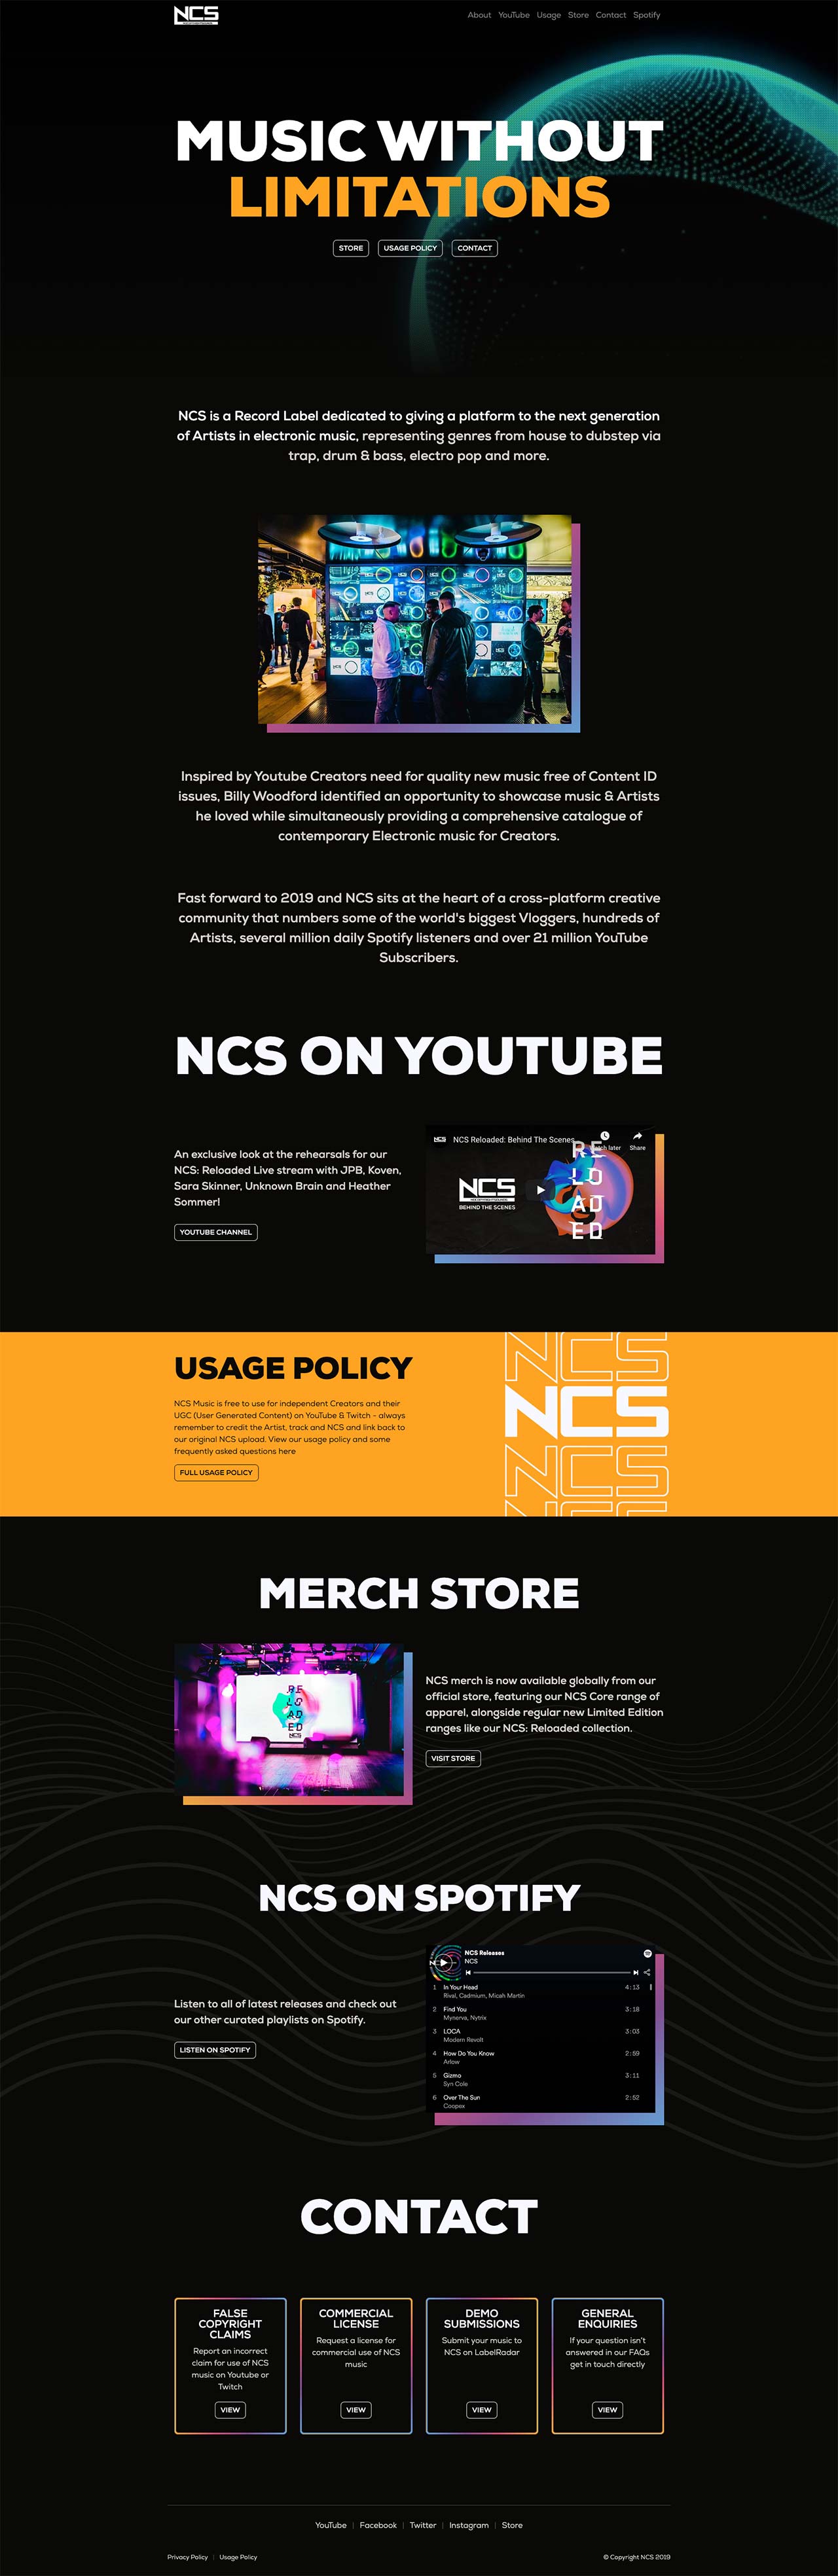 NCS
About YouTube Usage Store Contact Spotify
MUSIC WITHOUT
LIMITATIONS
STORE USAGE POLICY CONTACT
NCS is a Record Label dedicated to giving a platform to the next generation
of Artists in electronic music, representing genres from house to dubstep via
trap, drum & bass, electro pop and more.
Inspired by Youtube Creators need for quality new music free of Content ID
issues, Billy Woodford identified an opportunity to showcase music & Artists
he loved while simultaneously providing a comprehensive catalogue of
contemporary Electronic music for Creators.
Fast forward to 2019 and NCS sits at the heart of a cross-platform creative
community that numbers some of the world's biggest Vloggers, hundreds of
Artists, several million daily Spotify listeners and over 21 million YouTube
Subscribers.
NCS ON YOUTUBE
An exclusive look at the rehearsals for our
NCS: Reloaded Live stream with JPB, Koven,
Sara Skinner, Unknown Brain and Heather
Sommer!
YOUTUBE CHANNEL
NCS NCS Reloaded: Behind The Scenes
later Share
NCS
BEHIND THE SCENES
RE
LO
AD
ED
USAGE POLICY
NCS Music is free to use for independent Creators and their
UGC (User Generated Content) on YouTube & Twitch - always
remember to credit the Artist, track and NCS and link back to
our original NCS upload. View our usage policy and some
frequently asked questions here
FULL USAGE POLICY
NCS
NCS
NCS
NCS
MERCH STORE
RE
LO
AD
ED
NCS
NCS merch is now available globally from our
official store, featuring our NCS Core range of
apparel, alongside regular new Limited Edition
ranges like our NCS: Reloaded collection.
VISIT STORE
NCS ON SPOTIFY
Listen to all of latest releases and check out
our other curated playlists on Spotify.
LISTEN ON SPOTIFY
NCS Releases
NCS
1 In Your Head 4:13
Rival, Cadmium, Micah Martin
2 Find You 3:18
Mynerva, Nytrix
3 LOCA 3:03
Modern Revolt
4 How Do You Know 2:59
Arlow
5 Gizmo 3:11
Syn Cole
6 Over The Sun 2:52
Coopex
CONTACT
FALSE
COPYRIGHT
CLAIMS
Report an incorrect
claim for use of NCS
music on Youtube or
Twitch
VIEW
COMMERCIAL
LICENSE
Request a license for
commercial use of NCS
music
VIEW
DEMO
SUBMISSIONS
Submit your music to
NCS on LabelRadar
VIEW
GENERAL
ENQUIRIES
If your question isn't
answered in our FAQs
get in touch directly
VIEW
YouTube | Facebook | Twitter | Instagram | Store
Privacy Policy | Usage Policy
© Copyright NCS 2019